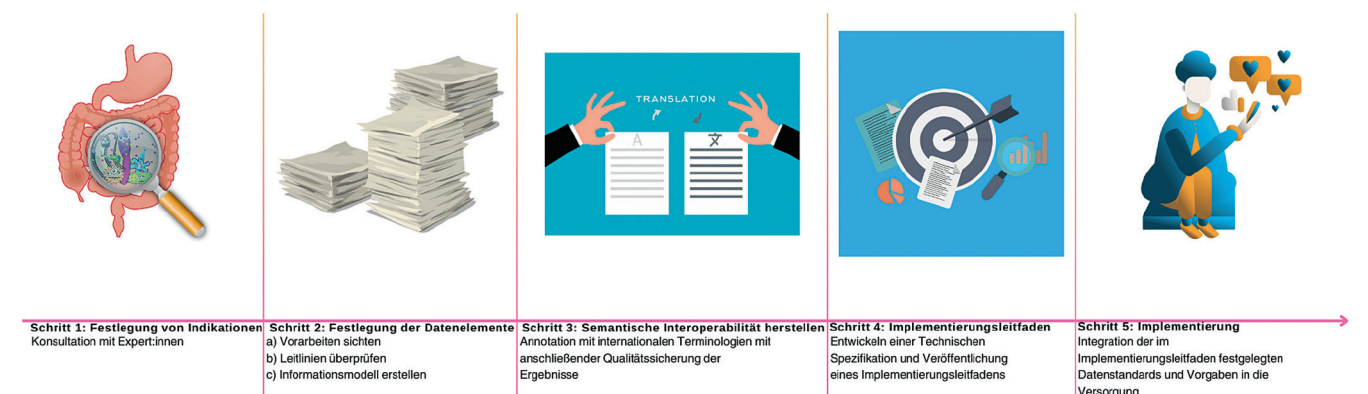 TRANSLATION
A 文
Schritt 1: Festlegung von Indikationen
Konsultation mit Expert:innen
Schritt 2: Festlegung der Datenelemente
a) Vorarbeiten sichten
b) Leitlinien überprüfen
c) Informationsmodell erstellen
Schritt 3: Semantische Interoperabilität herstellen
Annotation mit internationalen Terminologien mit
anschließender Qualitätssicherung der
Ergebnisse
Schritt 4: Implementierungsleitfaden
Entwickeln einer Technischen
Spezifikation und Veröffentlichung
eines Implementierungsleitfadens
Schritt 5: Implementierung
Integration der im
Implementierungsleitfaden festgelegten
Datenstandards und Vorgaben in die
Versorgung